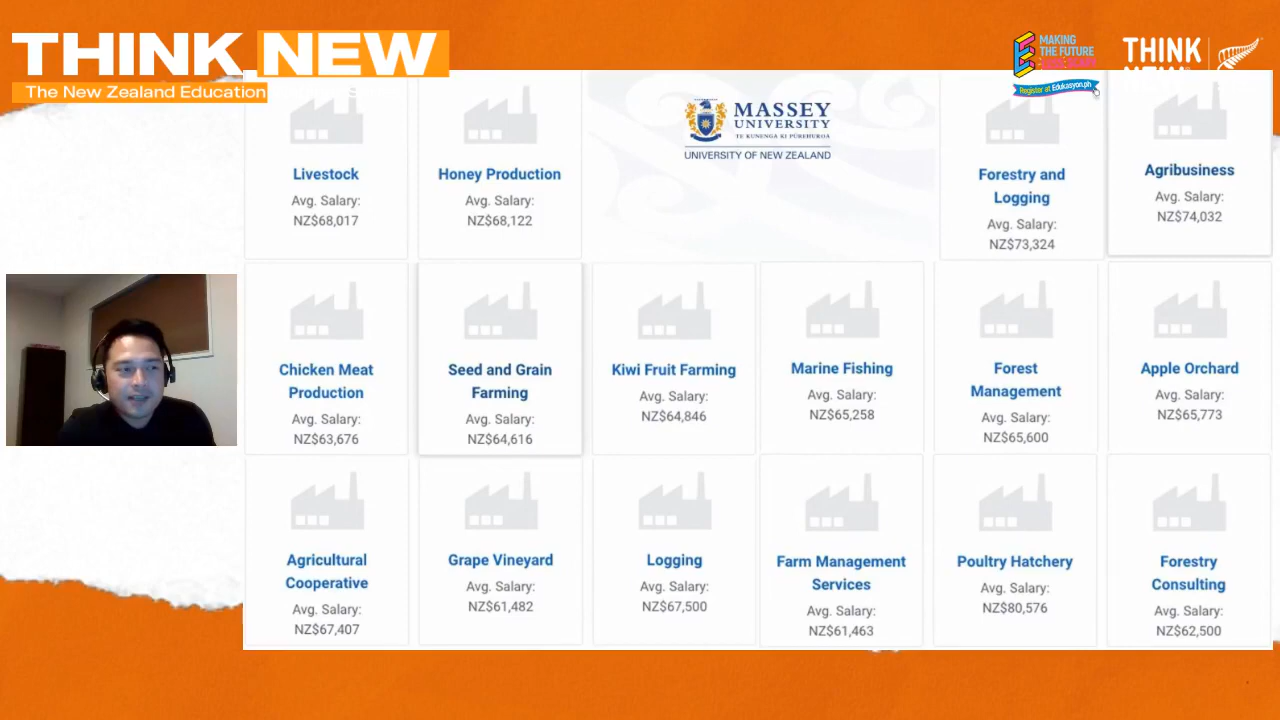 THINK NEW
The New Zealand Education
MAKING
THE FUTURE
LESS SCARY
Register at Edukasyon.ph
THINK
NEW
MASSEY
UNIVERSITY
TE KUNENGA KI PŪREHUROA
UNIVERSITY OF NEW ZEALAND
Livestock
Avg. Salary:
NZ$68,017
Honey Production
Avg. Salary:
NZ$68,122
Forestry and
Logging
Avg. Salary:
NZ$73,324
Agribusiness
Avg. Salary:
NZ$74,032
Chicken Meat
Production
Avg. Salary:
NZ$63,676
Seed and Grain
Farming
Avg. Salary:
NZ$64,616
Kiwi Fruit Farming
Avg. Salary:
NZ$64,846
Marine Fishing
Avg. Salary:
NZ$65,258
Forest
Management
Avg. Salary:
NZ$65,600
Apple Orchard
Avg. Salary:
NZ$65,773
Agricultural
Cooperative
Avg. Salary:
NZ$67,407
Grape Vineyard
Avg. Salary:
NZ$61,482
Logging
Avg. Salary:
NZ$67,500
Farm Management
Services
Avg. Salary:
NZ$61,463
Poultry Hatchery
Avg. Salary:
NZ$80,576
Forestry
Consulting
Avg. Salary:
NZ$62,500